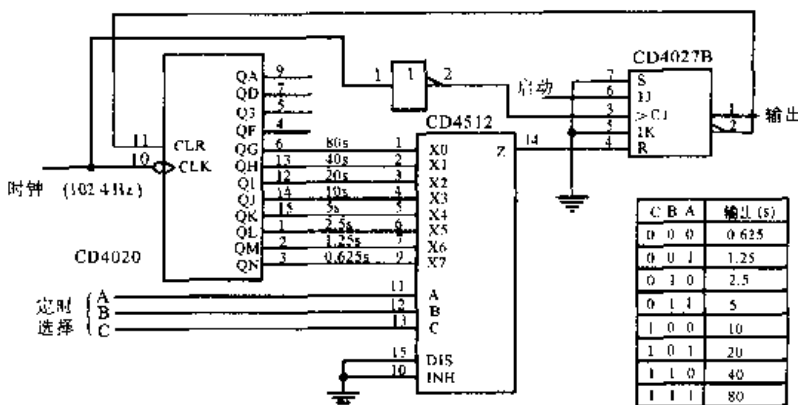 CD4027B
CD4512
CD4020
QA 9
QD 7
5
QF 4
QG 6 80s 1 X0
QH 13 40s 2 X1
QI 12 20s 3 X2
QJ 14 10s 4 X3
QK 15 5s 5 X4
QL 1 2.5s 6 X5
QM 2 1.25s 7 X6
QN 3 0.625s 9 X7
11 CLR
10 CLK
时钟
1 1 2
启动
7 S
6 1J
3 >C1
5 1K
4 R
1 输出
2
Z 14
定时
选择
A 11 A
B 12 B
C 13 C
15 DIS
10 INH
C B A 输出 (s)
0 0 0 0.625
0 0 1 1.25
0 1 0 2.5
0 1 1 5
1 0 0 10
1 0 1 20
1 1 0 40
1 1 1 80